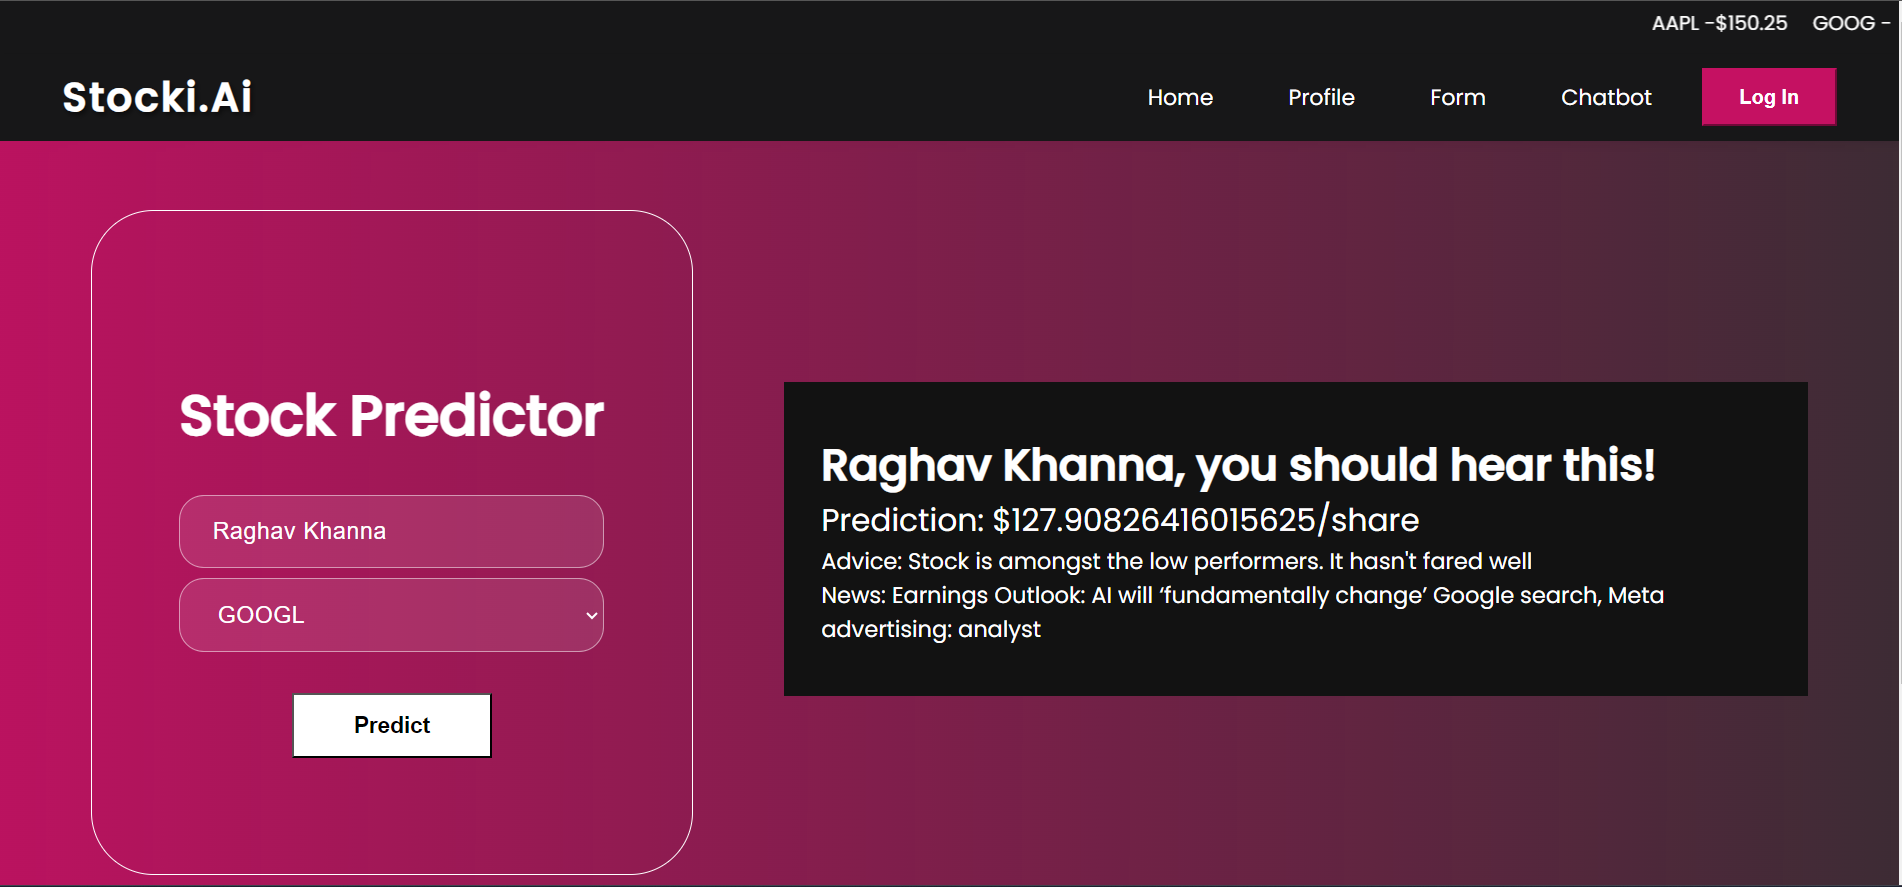 AAPL -$150.25 GOOG -
Stocki.Ai
Home Profile Form Chatbot Log In
Stock Predictor
Raghav Khanna
GOOGL
Predict
Raghav Khanna, you should hear this!
Prediction: $127.90826416015625/share
Advice: Stock is amongst the low performers. It hasn't fared well
News: Earnings Outlook: AI will ‘fundamentally change’ Google search, Meta
advertising: analyst